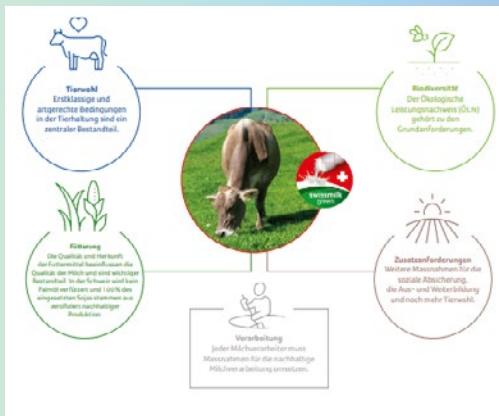 Tierwohl
Erstklassige und
artgerechte Bedingungen
in der Tierhaltung sind ein
zentraler Bestandteil.
Biodiversität
Der Ökologische
Leistungsnachweis (ÖLN)
gehört zu den
Grundanforderungen.
swissmilk
green
Fütterung
Die Qualität und Herkunft
der Futtermittel beeinflussen die
Qualität der Milch und sind wichtiger
Bestandteil. In der Schweiz wird kein
Palmöl verfüttert und 100% des
eingesetzten Sojas stammen aus
zertifiziert nachhaltiger
Produktion.
Zusatzanforderungen
Weitere Massnahmen für die
soziale Absicherung,
die Aus- und Weiterbildung
und noch mehr Tierwohl.
Verarbeitung
Jeder Milchverarbeiter muss
Massnahmen für die nachhaltige
Milchverarbeitung umsetzen.